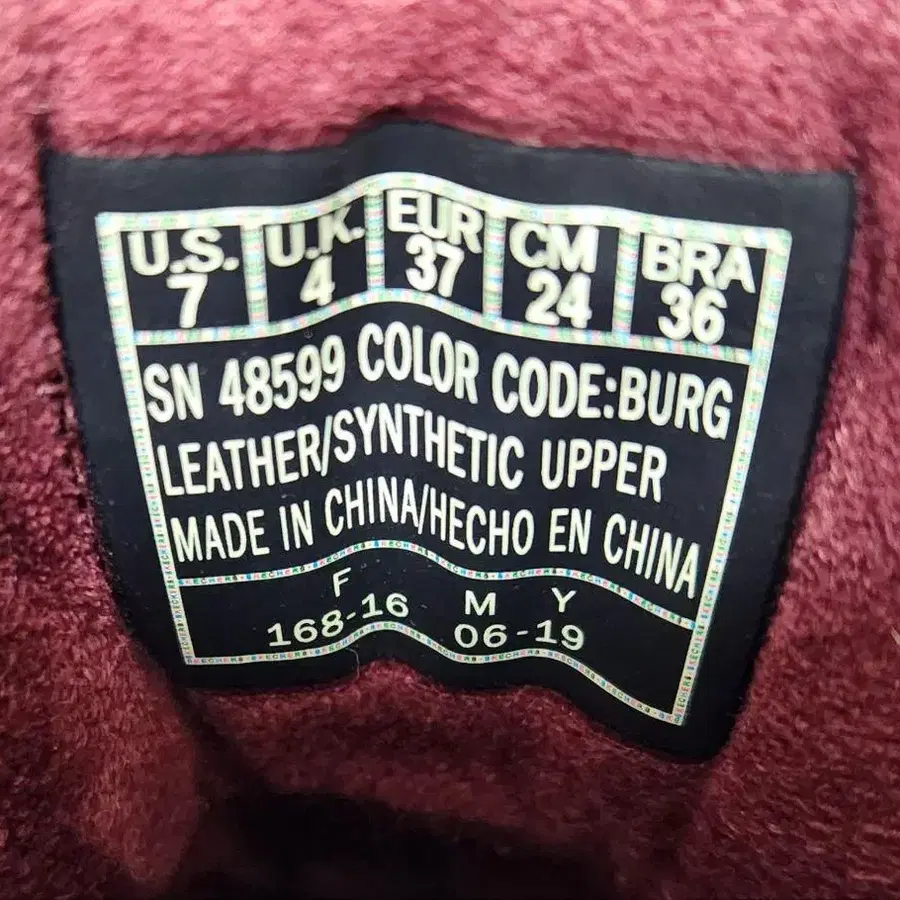 U.S. U.K. EUR CM BRA
7 4 37 24 36
SN 48599 COLOR CODE:BURG
LEATHER/SYNTHETIC UPPER
MADE IN CHINA/HECHO EN CHINA
F M Y
168-16 06-19